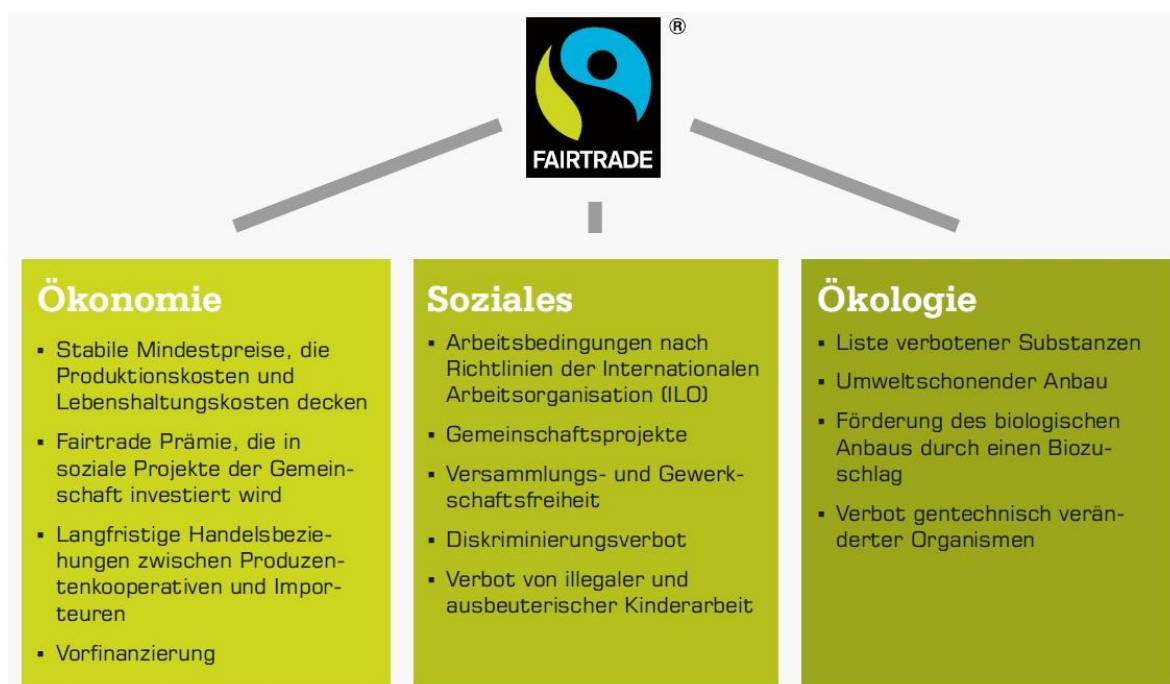 ®
FAIRTRADE
Ökonomie
▪ Stabile Mindestpreise, die
Produktionskosten und
Lebenshaltungskosten decken
▪ Fairtrade Prämie, die in
soziale Projekte der Gemein-
schaft investiert wird
▪ Langfristige Handelsbezie-
hungen zwischen Produzen-
tenkooperativen und Impor-
teuren
▪ Vorfinanzierung
Soziales
▪ Arbeitsbedingungen nach
Richtlinien der Internationalen
Arbeitsorganisation (ILO)
▪ Gemeinschaftsprojekte
▪ Versammlungs- und Gewerk-
schaftsfreiheit
▪ Diskriminierungsverbot
▪ Verbot von illegaler und
ausbeuterischer Kinderarbeit
Ökologie
▪ Liste verbotener Substanzen
▪ Umweltschonender Anbau
▪ Förderung des biologischen
Anbaus durch einen Biozu-
schlag
▪ Verbot gentechnisch verän-
derter Organismen